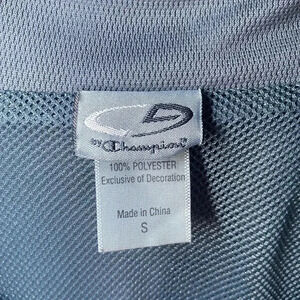 by Champion®
100% POLYESTER
Exclusive of Decoration
Made in China
S